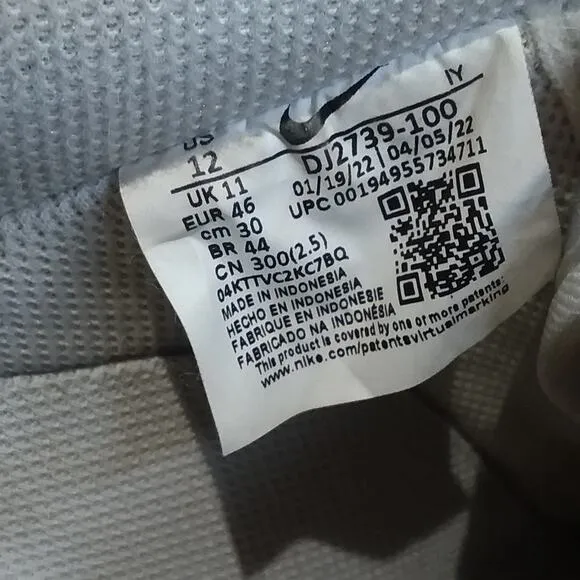 IY
US
12
UK 11
EUR 46
cm 30
BR 44
CN 300(2.5)
DJ2739-100
01/19/22 | 04/05/22
UPC 00194955734711
04KTTVC2KC7BQ
MADE IN INDONESIA
HECHO EN INDONESIA
FABRIQUE EN INDONESIE
FABRICADO NA INDONÉSIA
This product is covered by one or more patents:
www.nike.com/patentsvirtualmarking